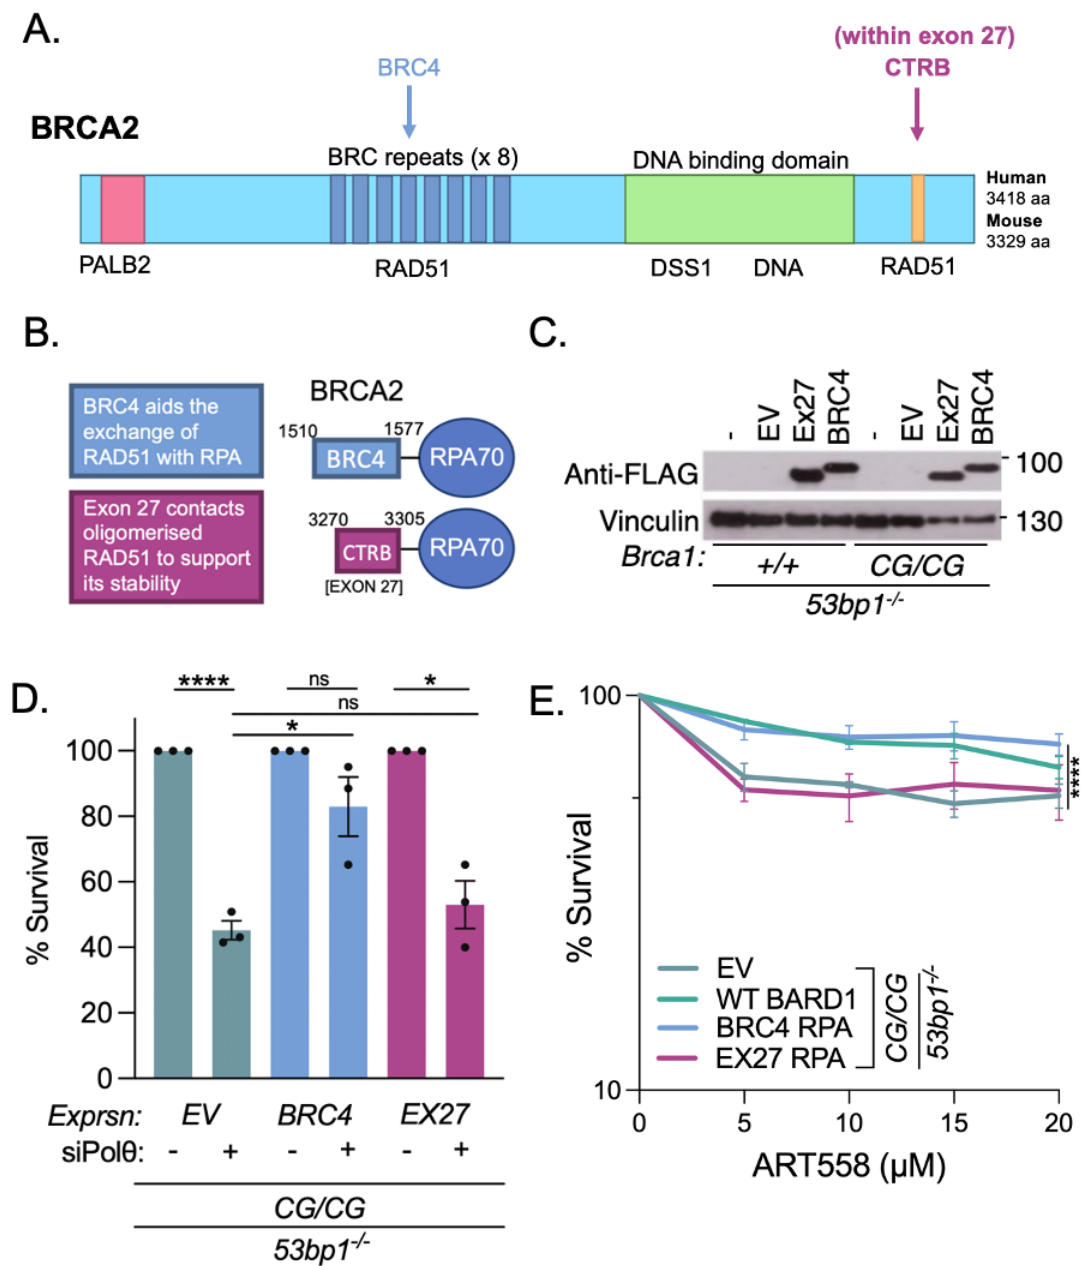 A.
(within exon 27)
BRC4
CTRB
BRCA2
BRC repeats (x 8)
DNA binding domain
Human
3418 aa
Mouse
3329 aa
PALB2
RAD51
DSS1
DNA
RAD51
B.
BRC4 aids the
exchange of
RAD51 with RPA
Exon 27 contacts
oligomerised
RAD51 to support
its stability
BRCA2
1510
1577
BRC4
RPA70
3270
3305
CTRB
RPA70
[EXON 27]
C.
- EV Ex27 BRC4 - EV Ex27 BRC4
Anti-FLAG
100
Vinculin
130
Brca1:
+/+
CG/CG
53bp1-/-
D.
**** ns *
ns
*
% Survival
100
80
60
40
20
0
Exprsn: EV BRC4 EX27
siPolθ: - + - + - +
CG/CG
53bp1-/-
E.
% Survival
100
10
****
EV
WT BARD1
BRC4 RPA
EX27 RPA
CG/CG
53bp1-/-
0 5 10 15 20
ART558 (µM)